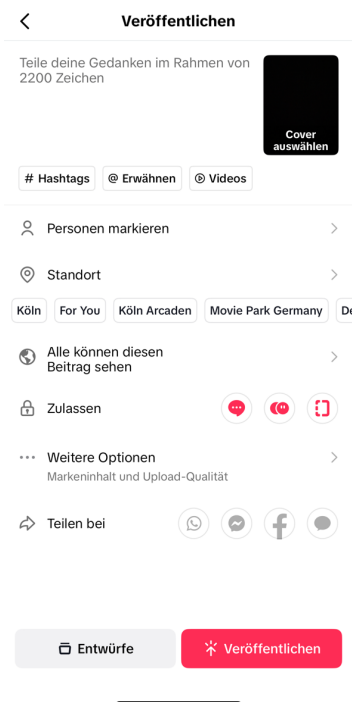 Veröffentlichen
Teile deine Gedanken im Rahmen von
2200 Zeichen
Cover
auswählen
# Hashtags
@ Erwähnen
Videos
Personen markieren
Standort
Köln
For You
Köln Arcaden
Movie Park Germany
Alle können diesen
Beitrag sehen
Zulassen
Weitere Optionen
Markeninhalt und Upload-Qualität
Teilen bei
Entwürfe
Veröffentlichen